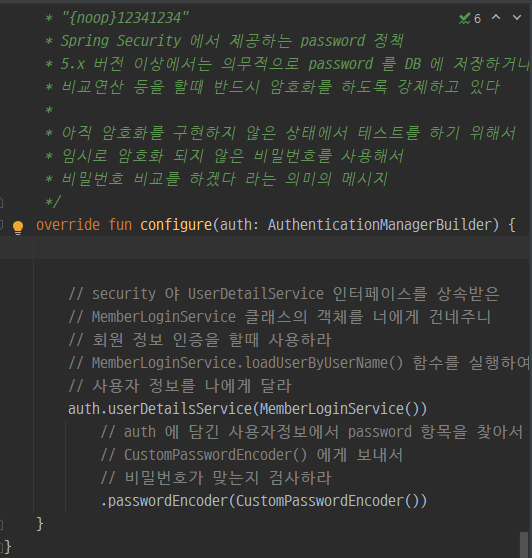 * "{noop}12341234"
6
* Spring Security 에서 제공하는 password 정책
* 5.x 버전 이상에서는 의무적으로 password 를 DB 에 저장하거나
* 비교연산 등을 할때 반드시 암호화를 하도록 강제하고 있다
*
* 아직 암호화를 구현하지 않은 상태에서 테스트를 하기 위해서
* 임시로 암호화 되지 않은 비밀번호를 사용해서
* 비밀번호 비교를 하겠다 라는 의미의 메시지
*/
override fun configure(auth: AuthenticationManagerBuilder) {
// security 야 UserDetailService 인터페이스를 상속받은
// MemberLoginService 클래스의 객체를 너에게 건네주니
// 회원 정보 인증을 할때 사용하라
// MemberLoginService.loadUserByUserName() 함수를 실행하여
// 사용자 정보를 나에게 달라
auth.userDetailsService(MemberLoginService())
// auth 에 담긴 사용자정보에서 password 항목을 찾아서
// CustomPasswordEncoder() 에게 보내서
// 비밀번호가 맞는지 검사하라
.passwordEncoder(CustomPasswordEncoder())
}
}